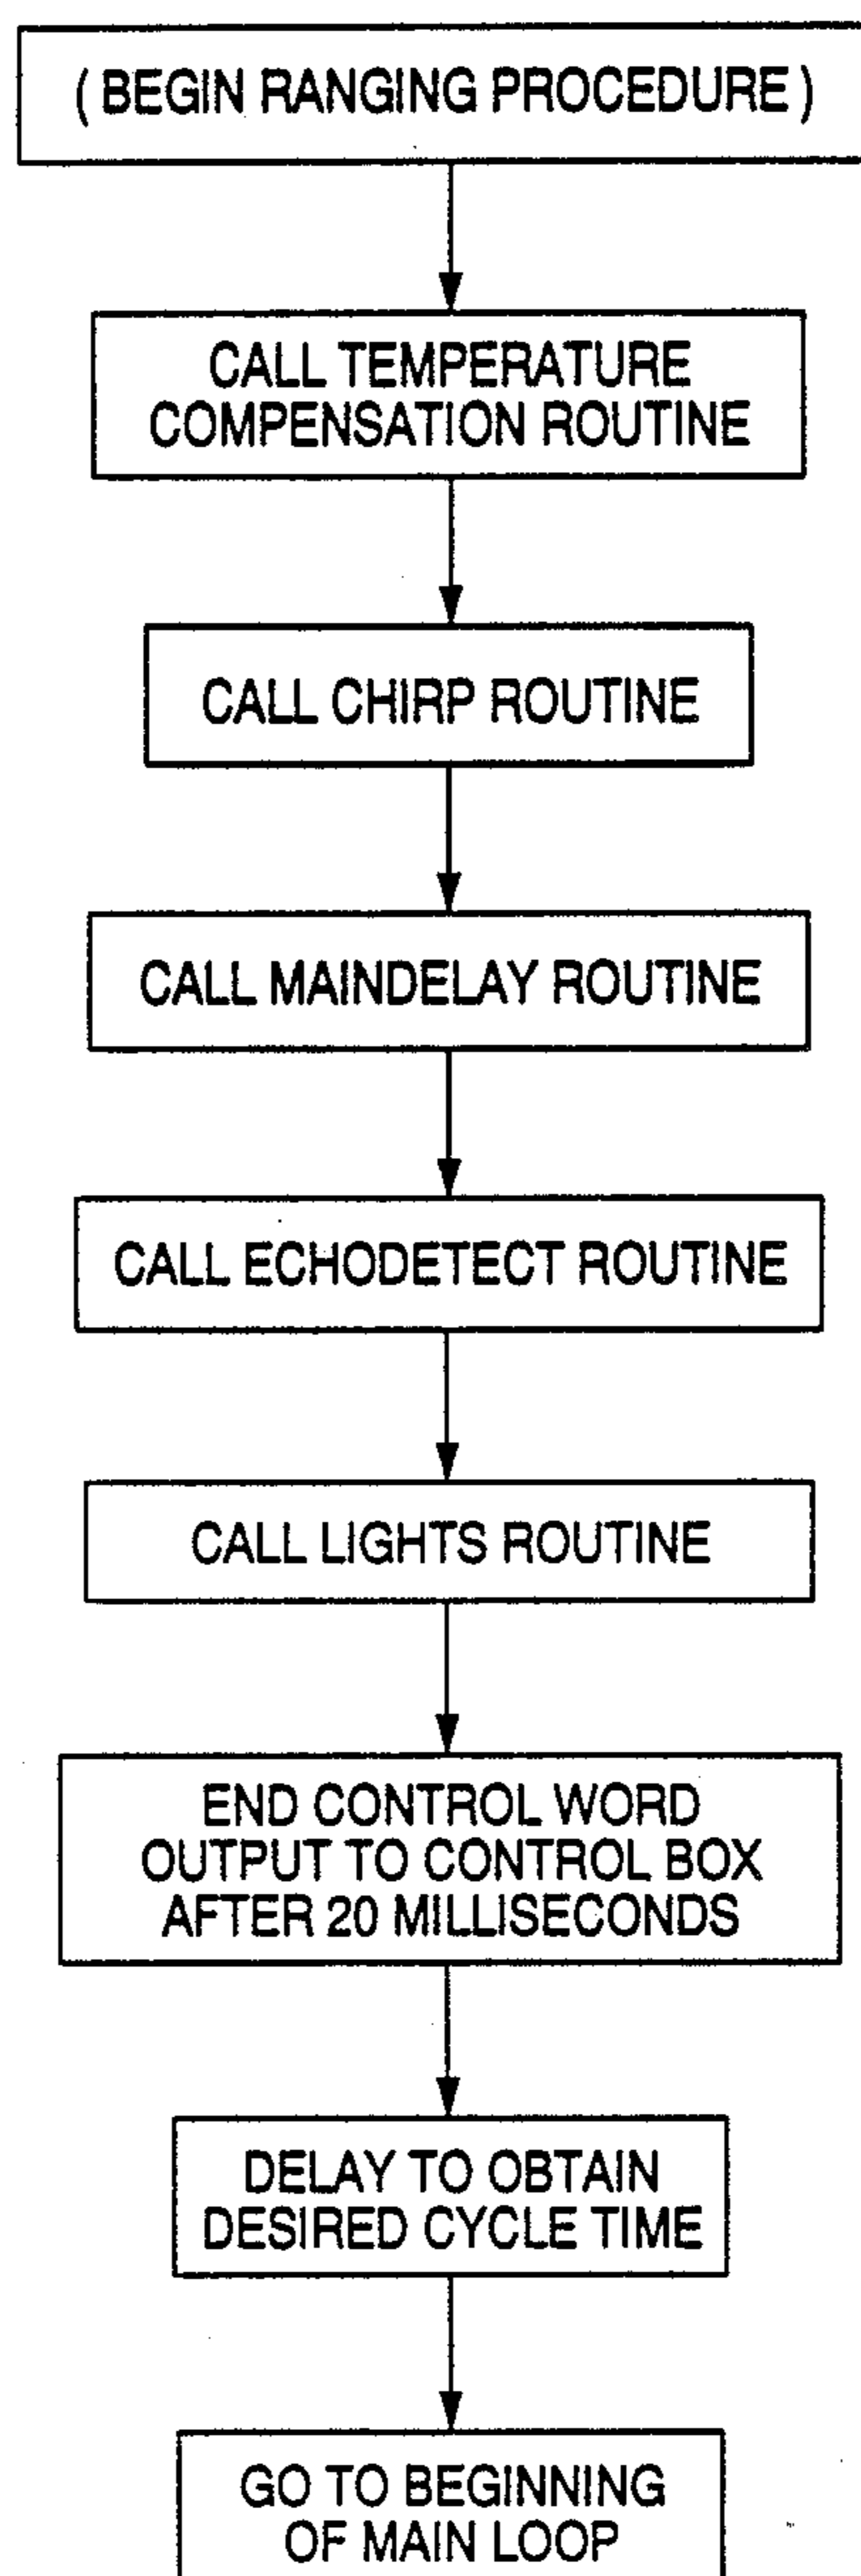 ( BEGIN RANGING PROCEDURE )
CALL TEMPERATURE
COMPENSATION ROUTINE
CALL CHIRP ROUTINE
CALL MAINDELAY ROUTINE
CALL ECHODETECT ROUTINE
CALL LIGHTS ROUTINE
END CONTROL WORD
OUTPUT TO CONTROL BOX
AFTER 20 MILLISECONDS
DELAY TO OBTAIN
DESIRED CYCLE TIME
GO TO BEGINNING
OF MAIN LOOP